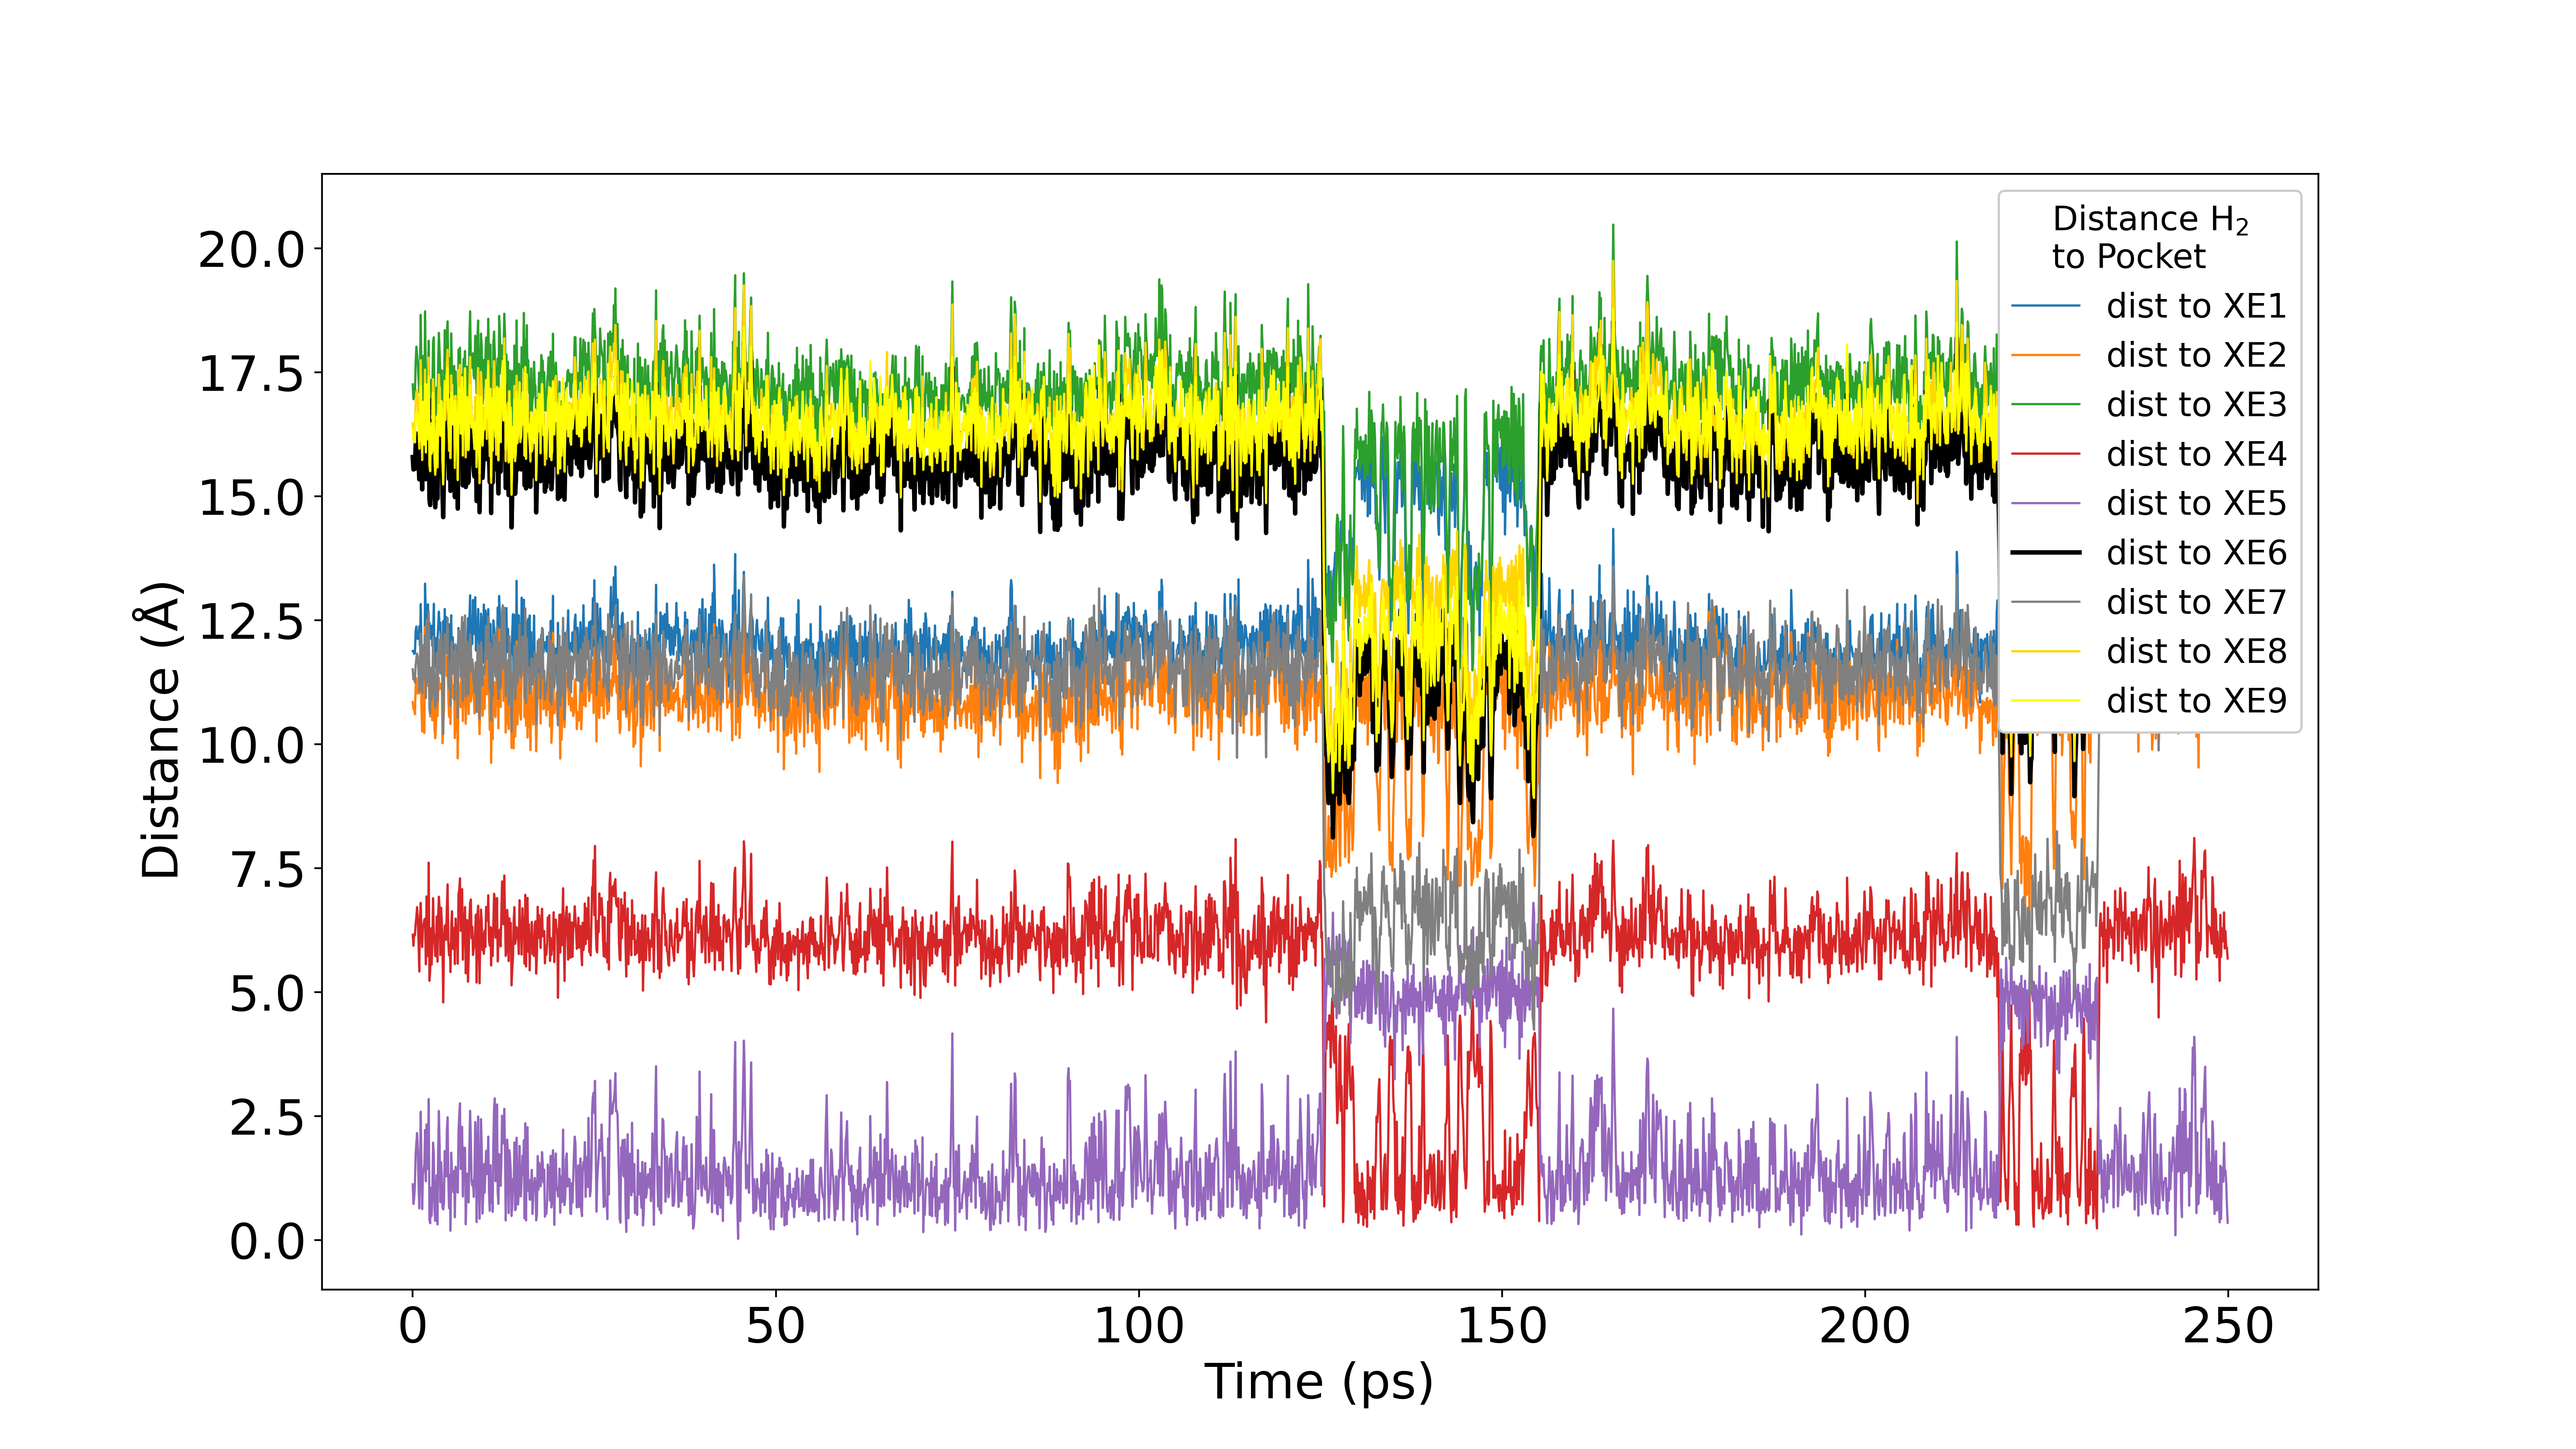 Distance H₂
to Pocket
dist to XE1
dist to XE2
dist to XE3
dist to XE4
dist to XE5
dist to XE6
dist to XE7
dist to XE8
dist to XE9
Distance (Å)
20.0
17.5
15.0
12.5
10.0
7.5
5.0
2.5
0.0
0 50 100 150 200 250
Time (ps)